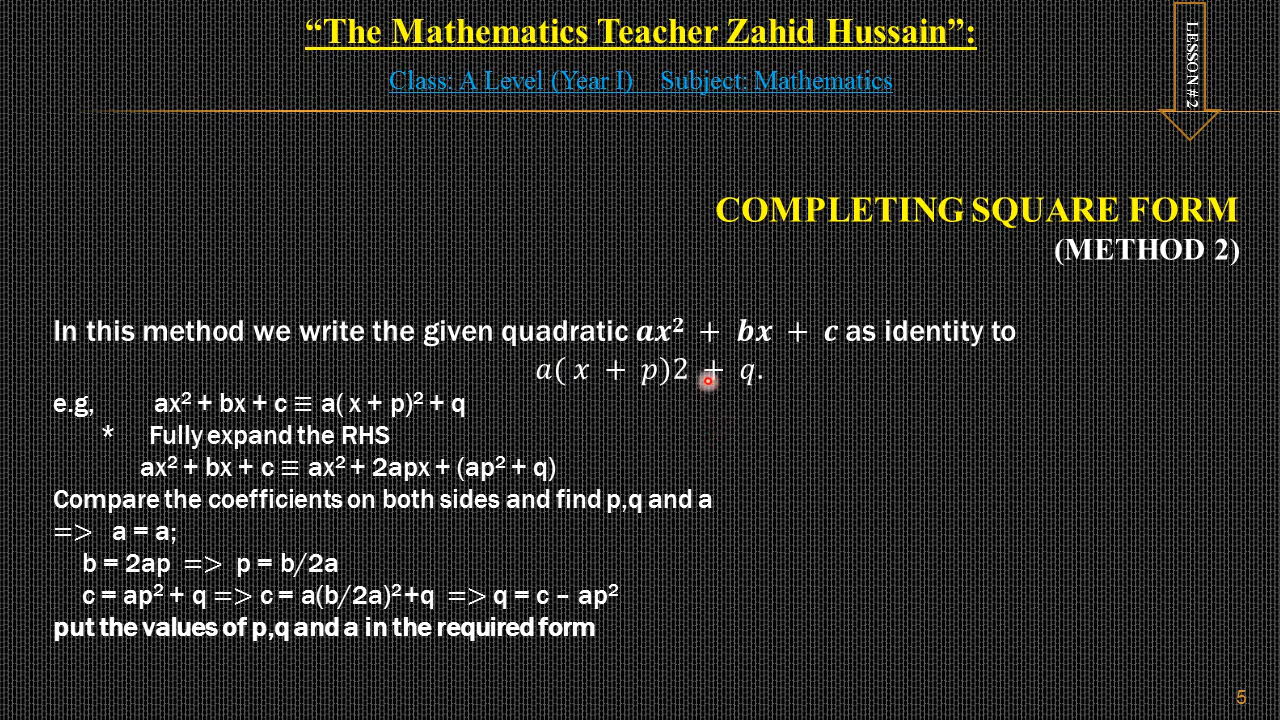 “The Mathematics Teacher Zahid Hussain”:
Class: A Level (Year I)    Subject: Mathematics
LESSON # 2
COMPLETING SQUARE FORM
(METHOD 2)
In this method we write the given quadratic 𝒂𝒙² + 𝒃𝒙 + 𝒄 as identity to
𝑎( 𝑥 + 𝑝)2 + 𝑞.
e.g,        ax² + bx + c ≡ a( x + p)² + q
*     Fully expand the RHS
ax² + bx + c ≡ ax² + 2apx + (ap² + q)
Compare the coefficients on both sides and find p,q and a
=>   a = a;
b = 2ap  =>  p = b/2a
c = ap² + q => c = a(b/2a)²+q  => q = c – ap²
put the values of p,q and a in the required form
5